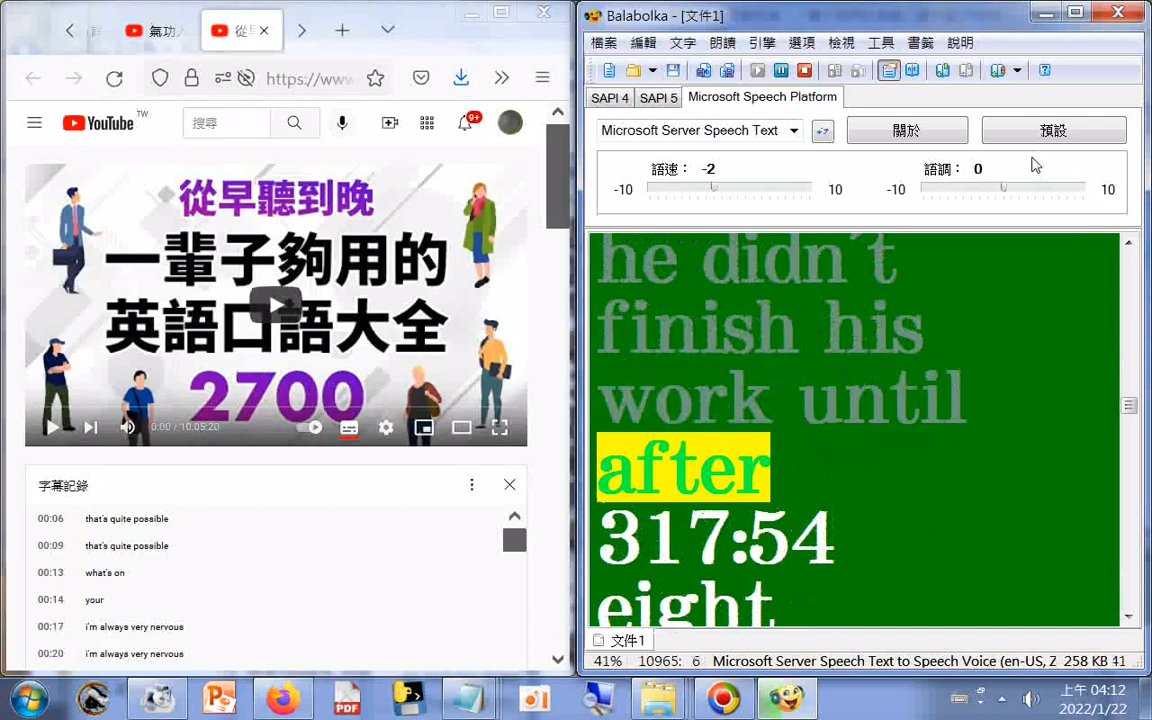 氣功人
從
https://www
YouTube TW
搜尋
9+
從早聽到晚
一輩子夠用的
英語口語大全
2700
0:00 / 10:05:20
字幕記錄
00:06 that's quite possible
00:09 that's quite possible
00:13 what's on
00:14 your
00:17 i'm always very nervous
00:20 i'm always very nervous
Balabolka - [文件1]
檔案 編輯 文字 朗讀 引擎 選項 檢視 工具 書籤 說明
SAPI 4 SAPI 5 Microsoft Speech Platform
Microsoft Server Speech Text
關於
預設
語速： -2
-10 10
語調： 0
-10 10
he didn´t
finish his
work until
after
317:54
eight
文件1
41% 10965: 6 Microsoft Server Speech Text to Speech Voice (en-US, Z 258 KB 41
上午 04:12
2022/1/22